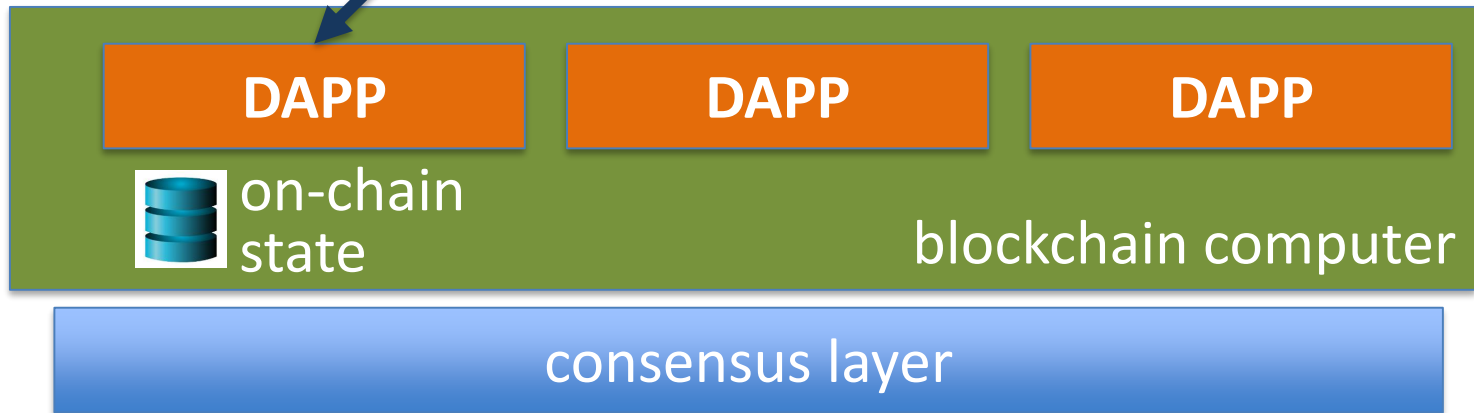 DAPP DAPP DAPP
on-chain
state
blockchain computer
consensus layer